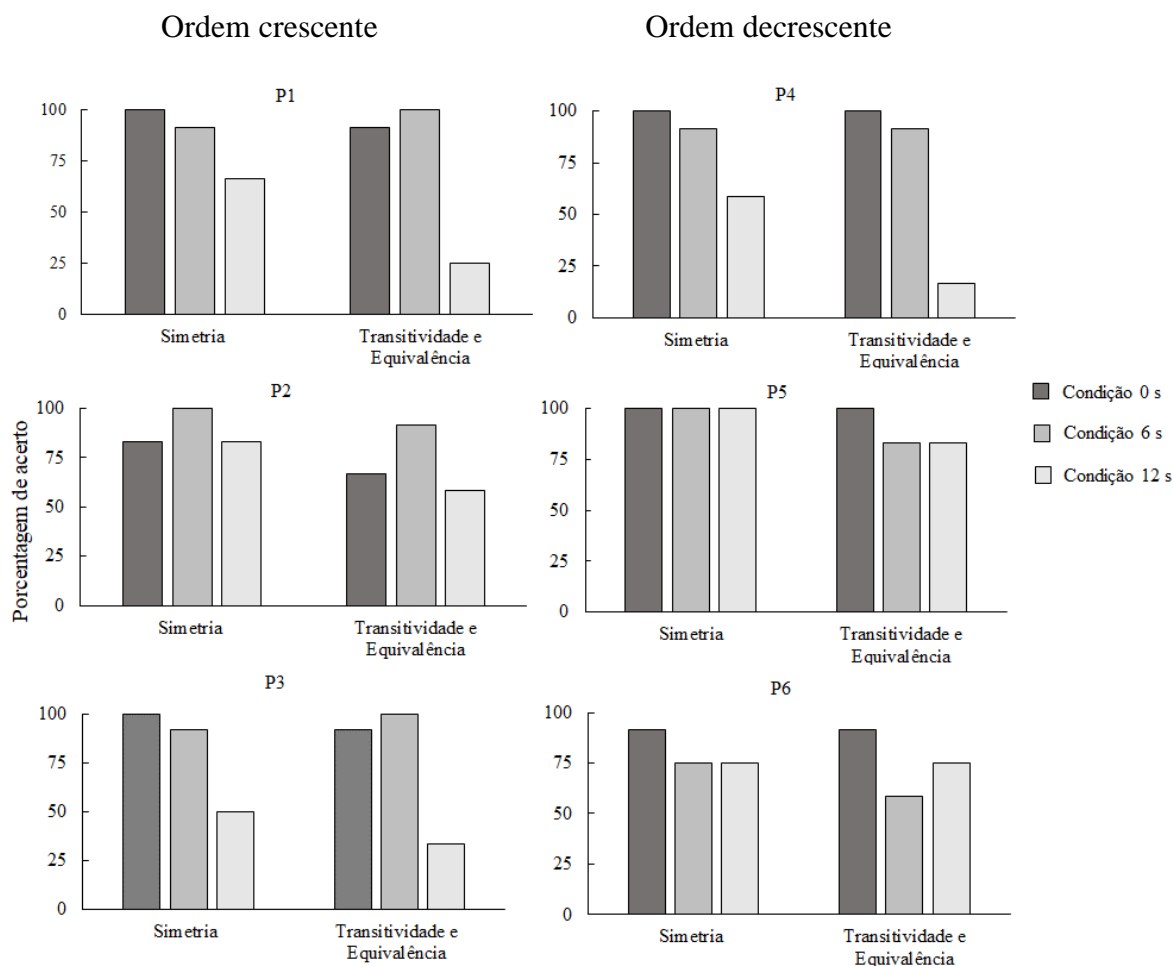 Ordem crescente
Ordem decrescente
P1
100
75
50
25
0
Simetria
Transitividade e
Equivalência
P4
100
75
50
25
0
Simetria
Transitividade e
Equivalência
P2
100
75
50
25
0
Simetria
Transitividade e
Equivalência
P5
100
75
50
25
0
Simetria
Transitividade e
Equivalência
Condição 0 s
Condição 6 s
Condição 12 s
Porcentagem de acerto
P3
100
75
50
25
0
Simetria
Transitividade e
Equivalência
P6
100
75
50
25
0
Simetria
Transitividade e
Equivalência